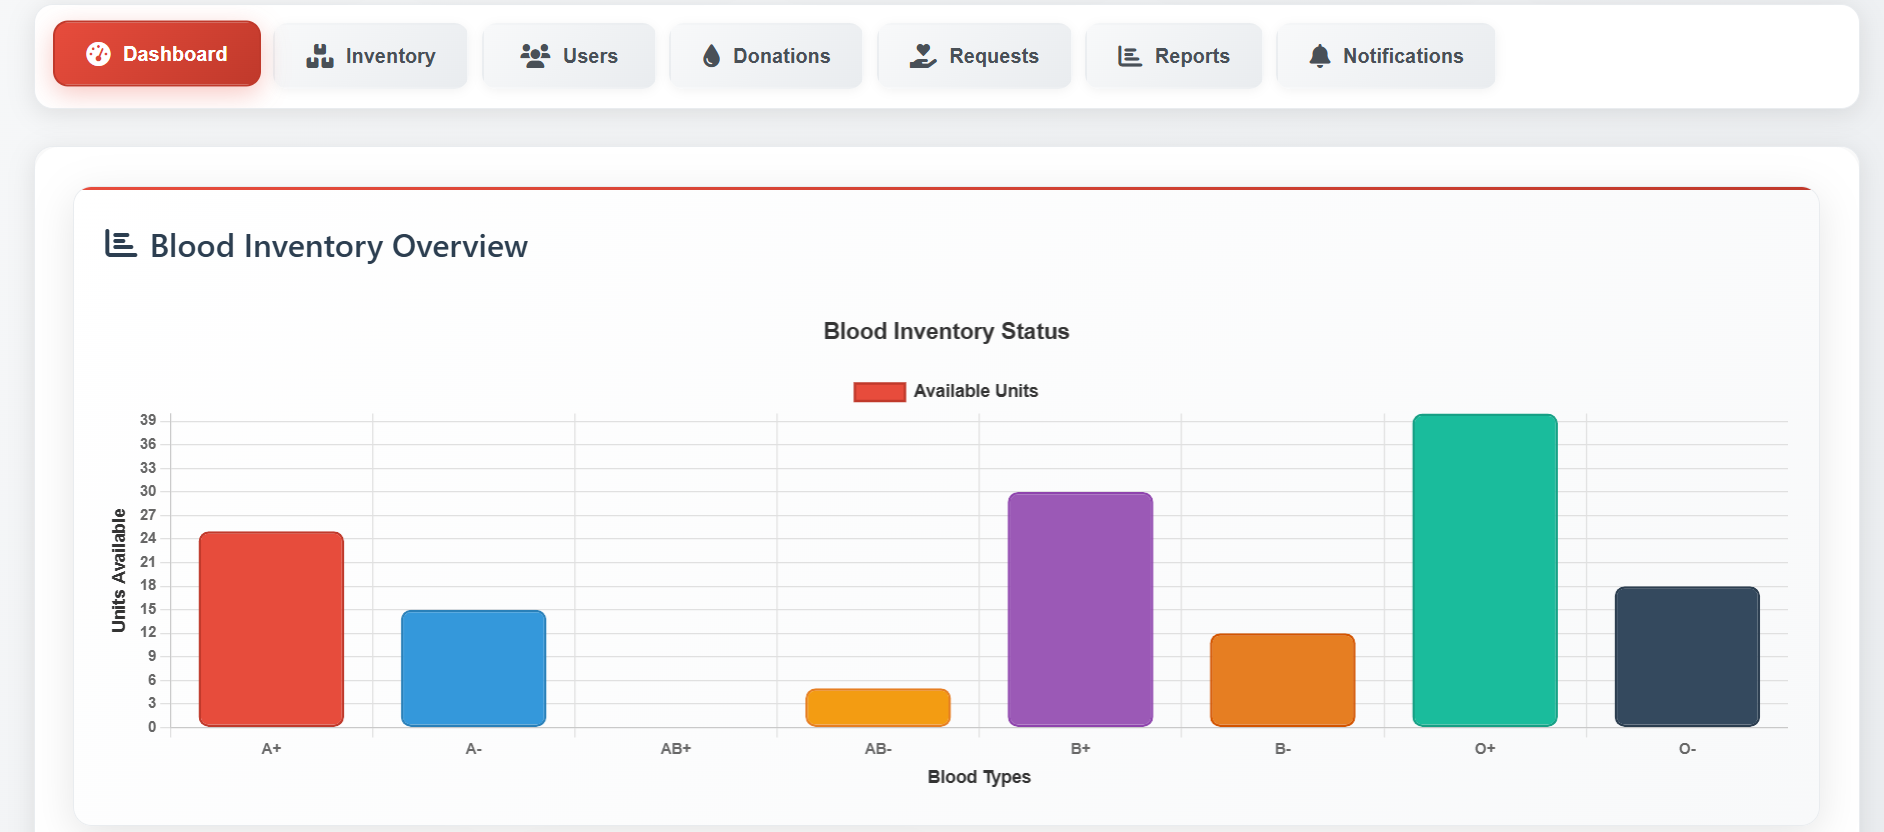 Dashboard Inventory Users Donations Requests Reports Notifications
Blood Inventory Overview
Blood Inventory Status
Available Units
39
36
33
30
27
24
21
18
15
12
9
6
3
0
Units Available
A+ A- AB+ AB- B+ B- O+ O-
Blood Types